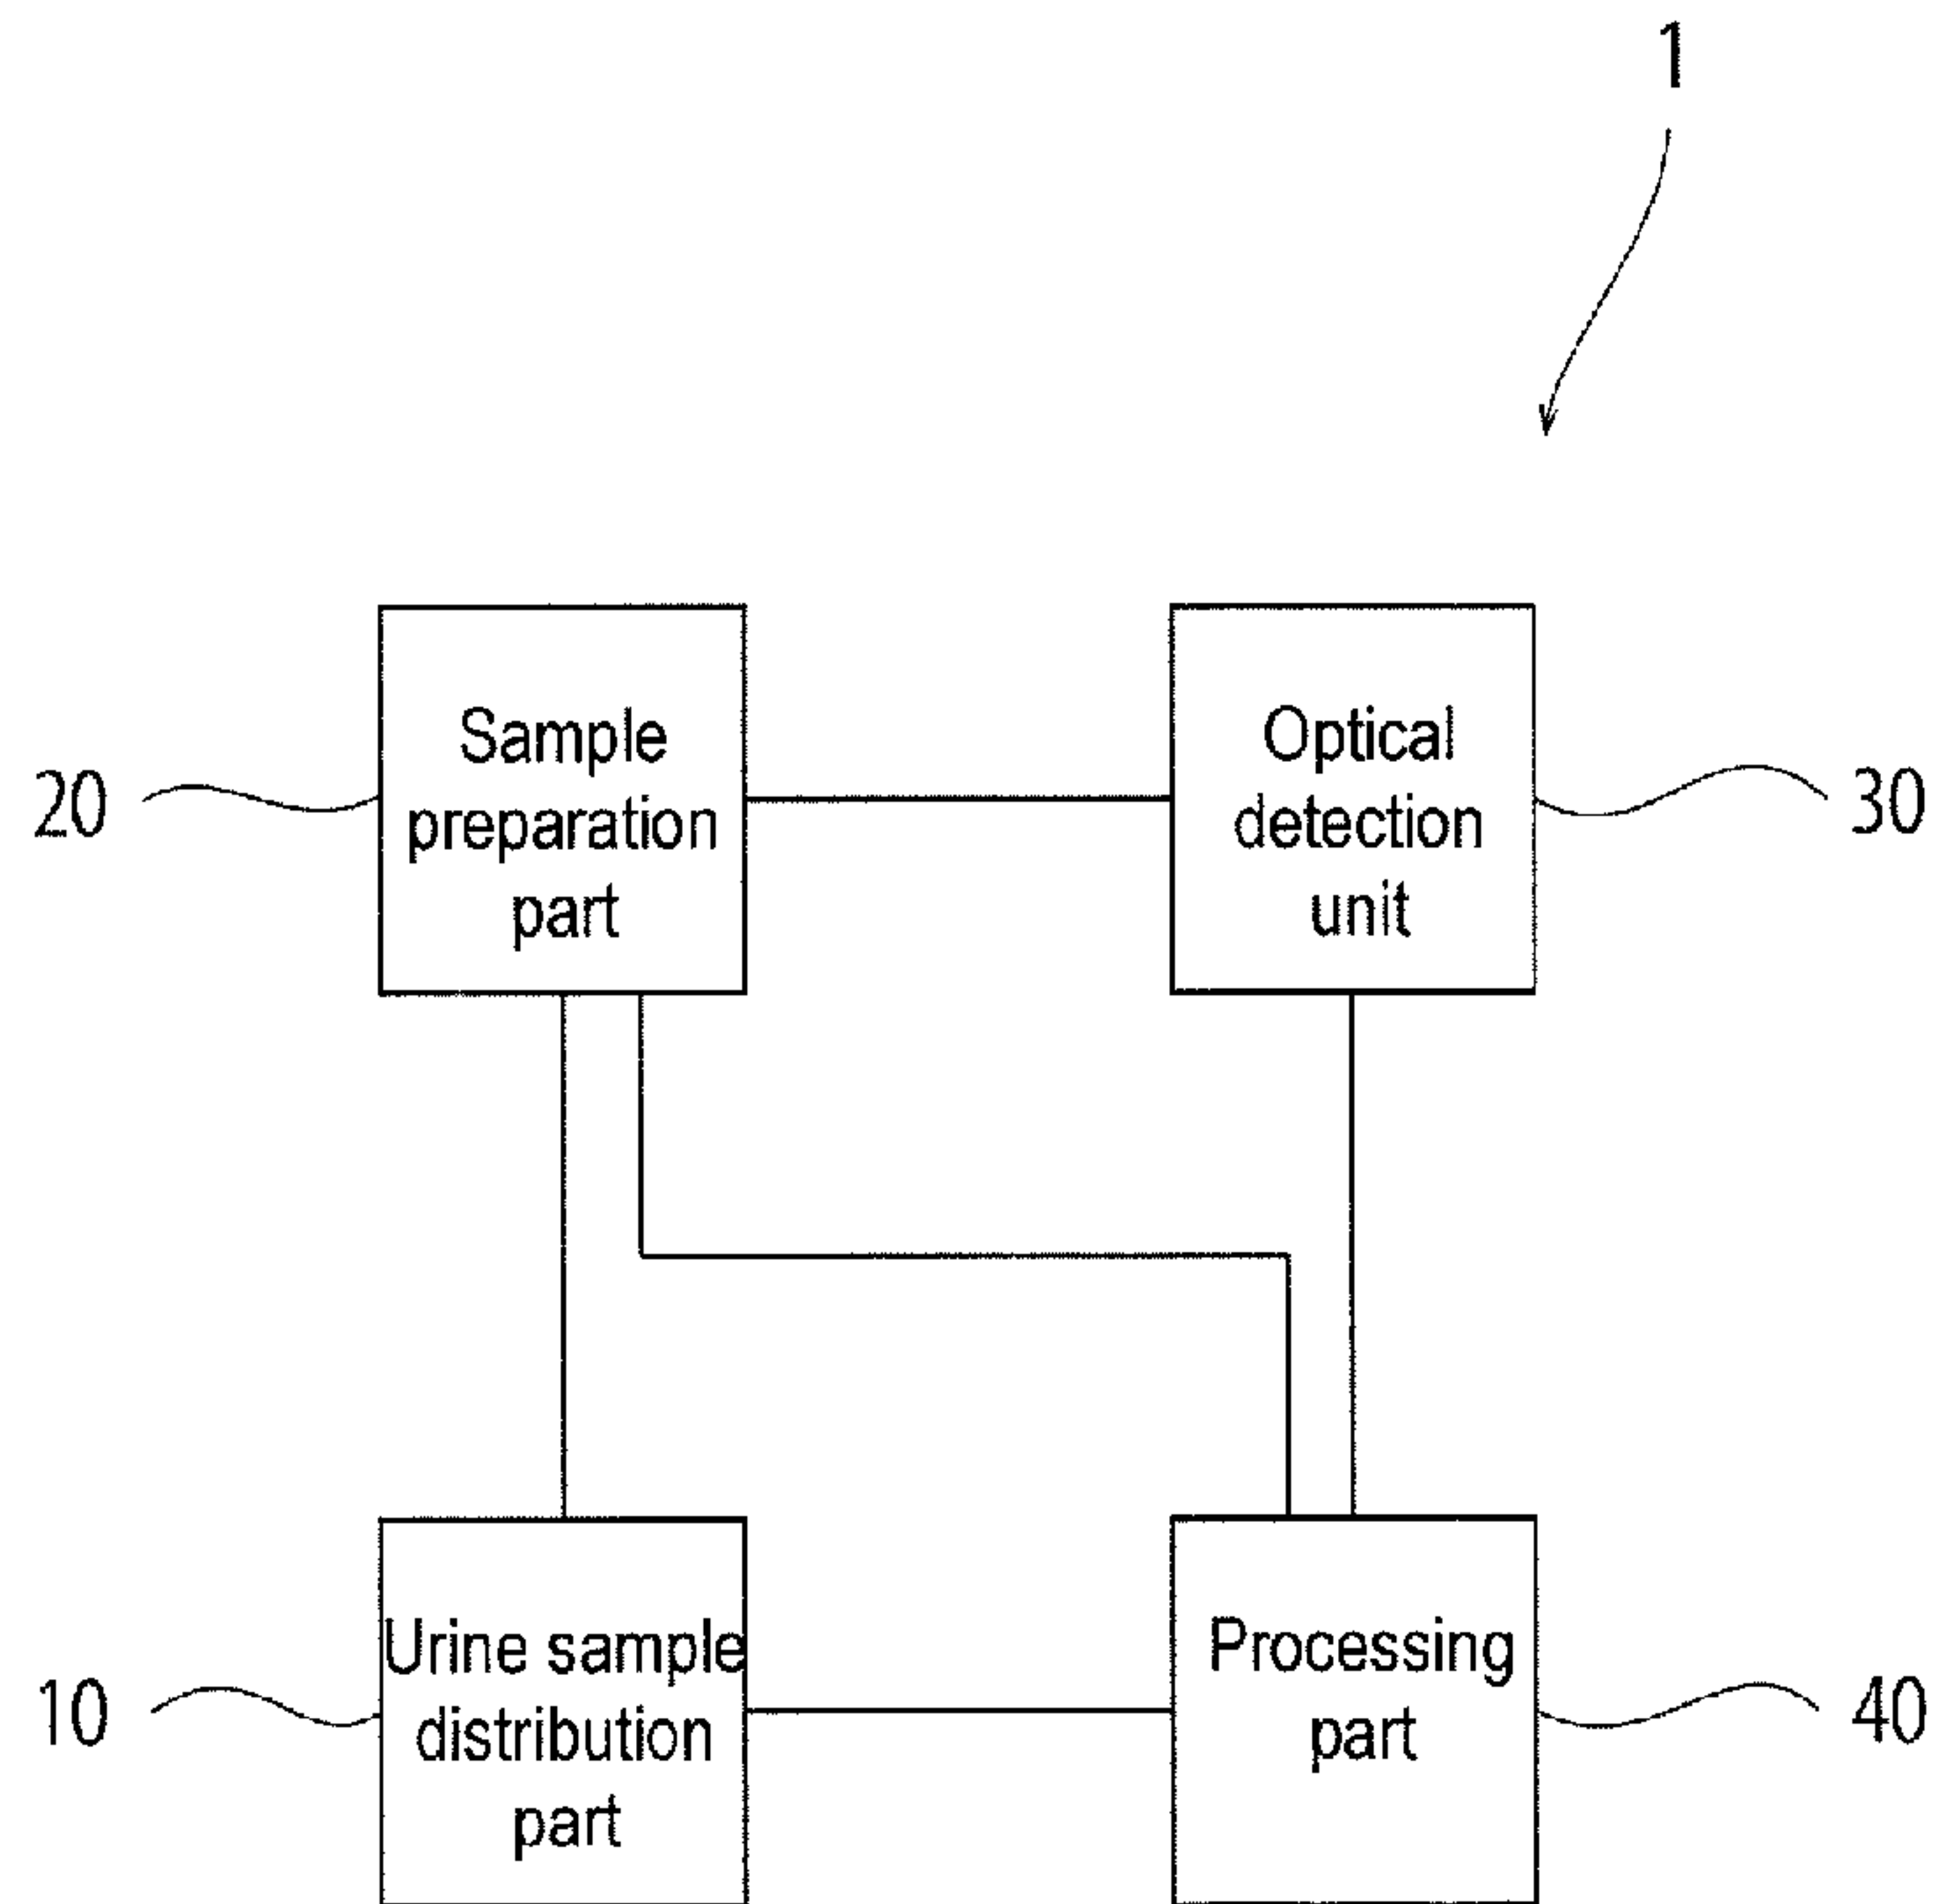 1
20
Sample
preparation
part
Optical
detection
unit
30
10
Urine sample
distribution
part
Processing
part
40